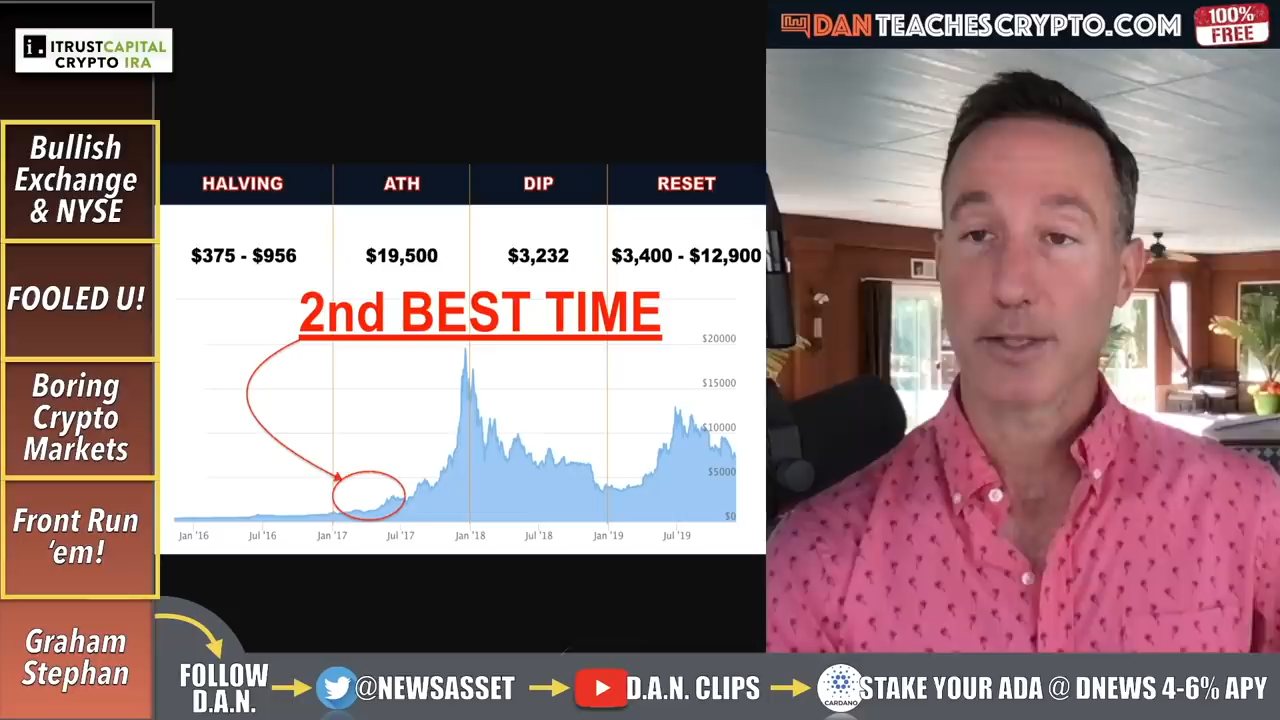 i. ITRUSTCAPITAL
CRYPTO IRA
DANTEACHESCRYPTO.COM
100%
FREE
Bullish
Exchange
& NYSE
FOOLED U!
Boring
Crypto
Markets
Front Run
‘em!
Graham
Stephan
HALVING ATH DIP RESET
$375 - $956 $19,500 $3,232 $3,400 - $12,900
2nd BEST TIME
$20000
$15000
$10000
$5000
$0
Jan '16 Jul '16 Jan '17 Jul '17 Jan '18 Jul '18 Jan '19 Jul '19
FOLLOW
D.A.N.
@NEWSASSET
D.A.N. CLIPS
CARDANO
STAKE YOUR ADA @ DNEWS 4-6% APY